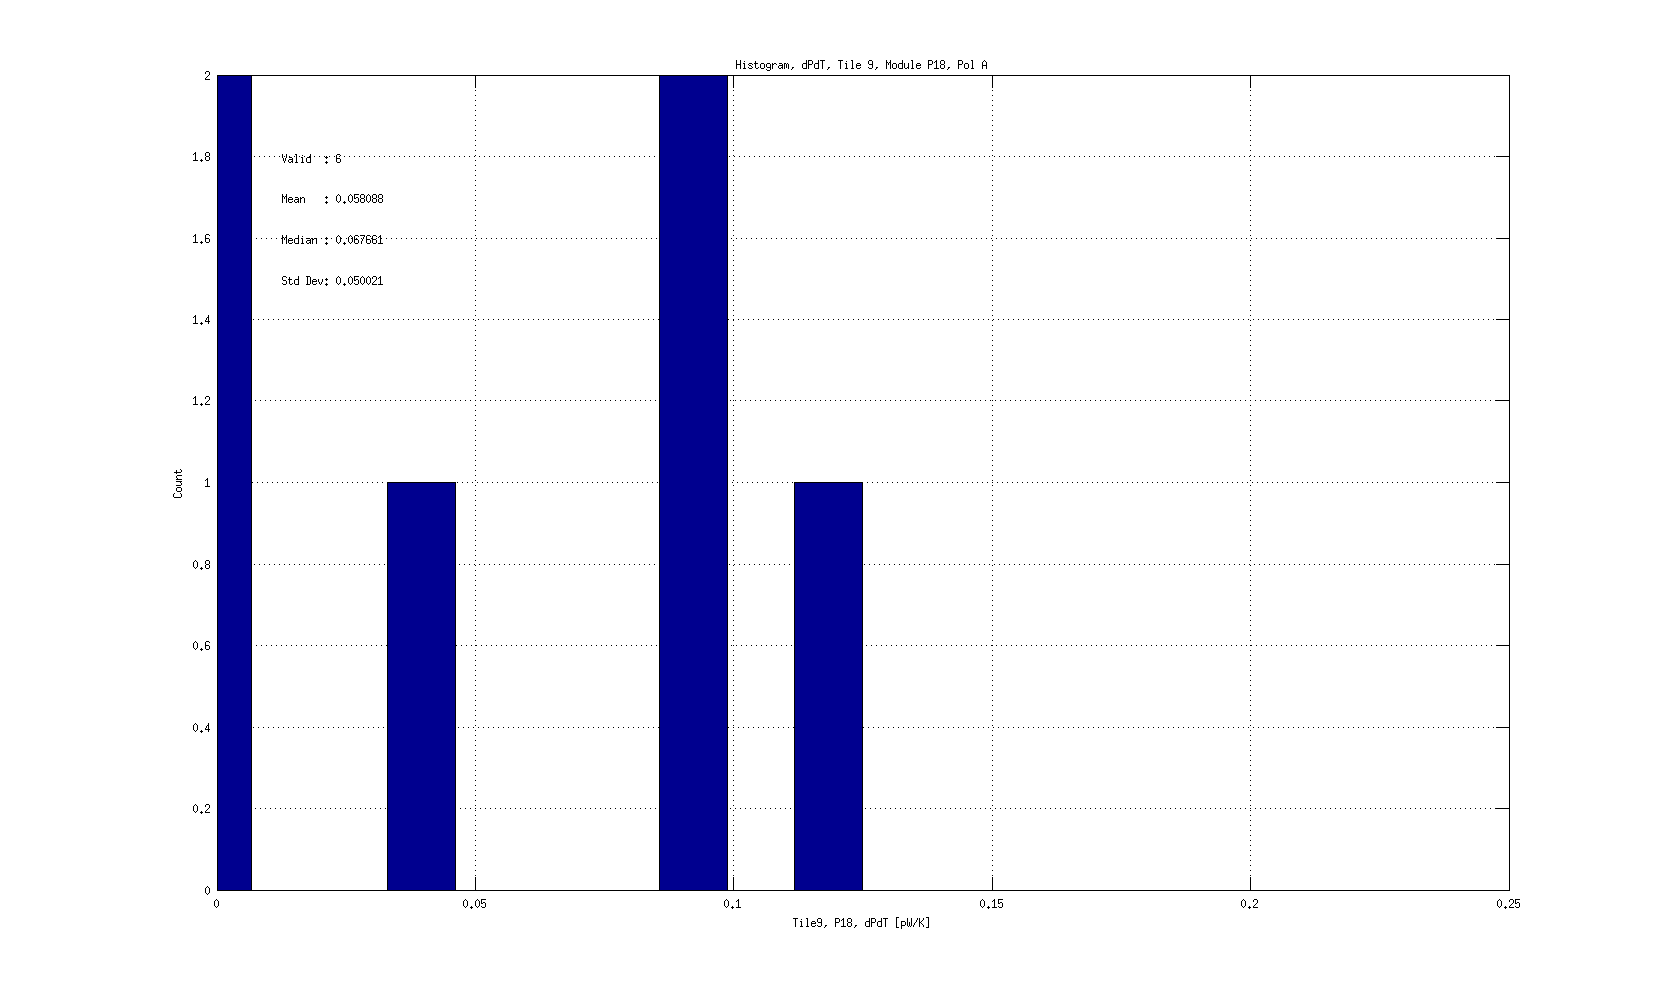 Histogram, dPdT, Tile 9, Module P18, Pol A
2
1.8
1.6
1.4
1.2
1
0.8
0.6
0.4
0.2
0
Valid : 6
Mean : 0.058088
Median : 0.067661
Std Dev: 0.050021
Count
0 0.05 0.1 0.15 0.2 0.25
Tile9, P18, dPdT [pW/K]